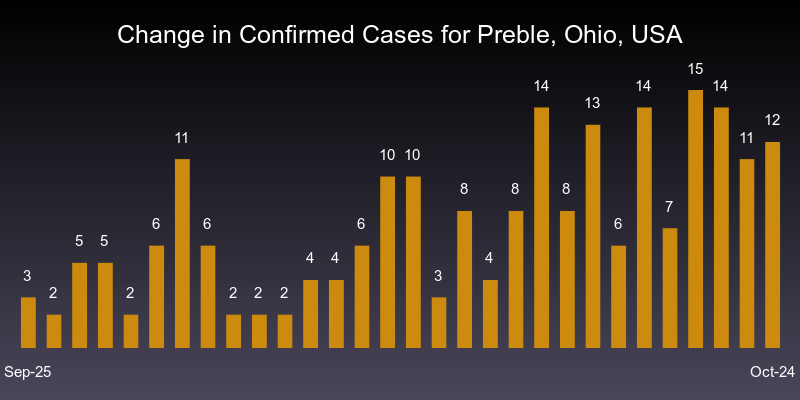 Change in Confirmed Cases for Preble, Ohio, USA
3 2 5 5 2 6 11 6 2 2 2 4 4 6 10 10 3 8 4 8 14 8 13 6 14 7 15 14 11 12
Sep-25 Oct-24